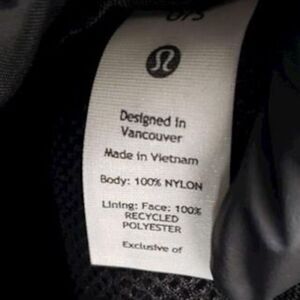 O/S
Designed in
Vancouver
Made in Vietnam
Body: 100% NYLON
Lining: Face: 100%
RECYCLED
POLYESTER
Exclusive of